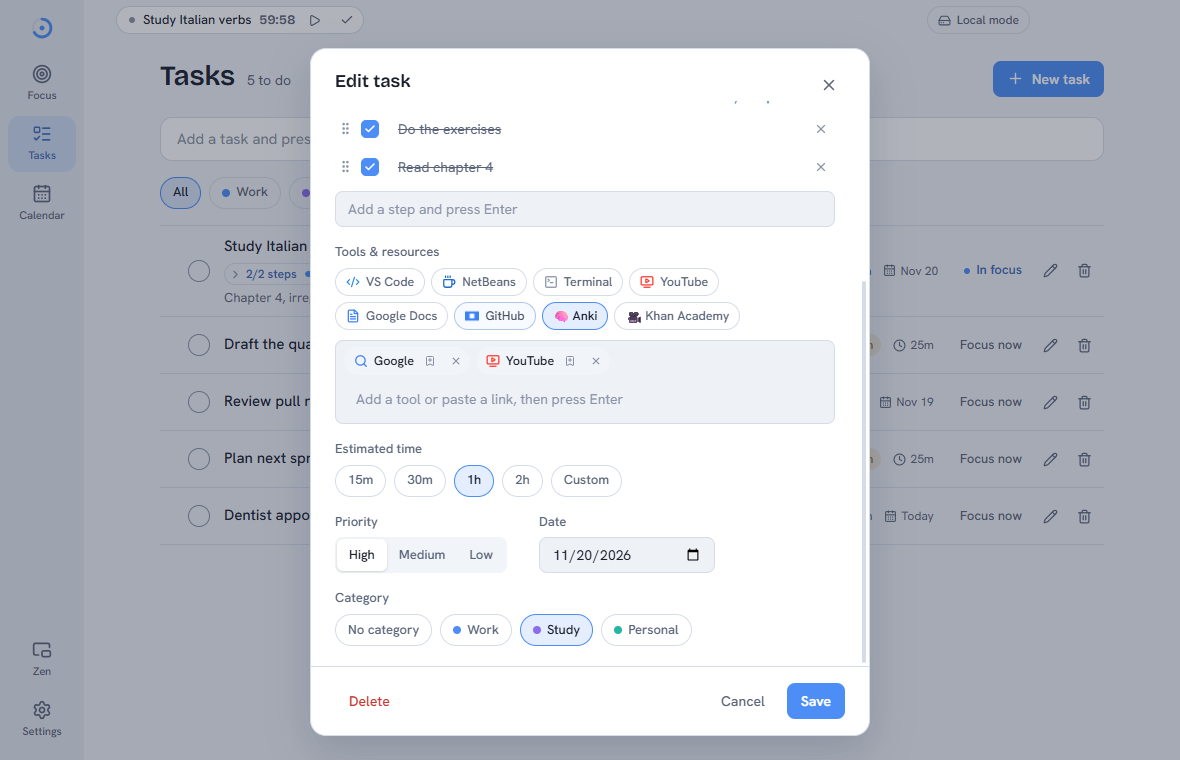 Study Italian verbs 59:58
Local mode
Focus
Tasks
Calendar
Zen
Settings
Tasks 5 to do
New task
Add a task and pres
All
Work
Study Italian
2/2 steps
Chapter 4, irre
Nov 20
In focus
Draft the qua
25m
Focus now
Review pull r
Nov 19
Focus now
Plan next spr
25m
Focus now
Dentist appo
Today
Focus now
Edit task
Do the exercises
Read chapter 4
Add a step and press Enter
Tools & resources
VS Code
NetBeans
Terminal
YouTube
Google Docs
GitHub
Anki
Khan Academy
Google
YouTube
Add a tool or paste a link, then press Enter
Estimated time
15m
30m
1h
2h
Custom
Priority
High
Medium
Low
Date
11/20/2026
Category
No category
Work
Study
Personal
Delete
Cancel
Save